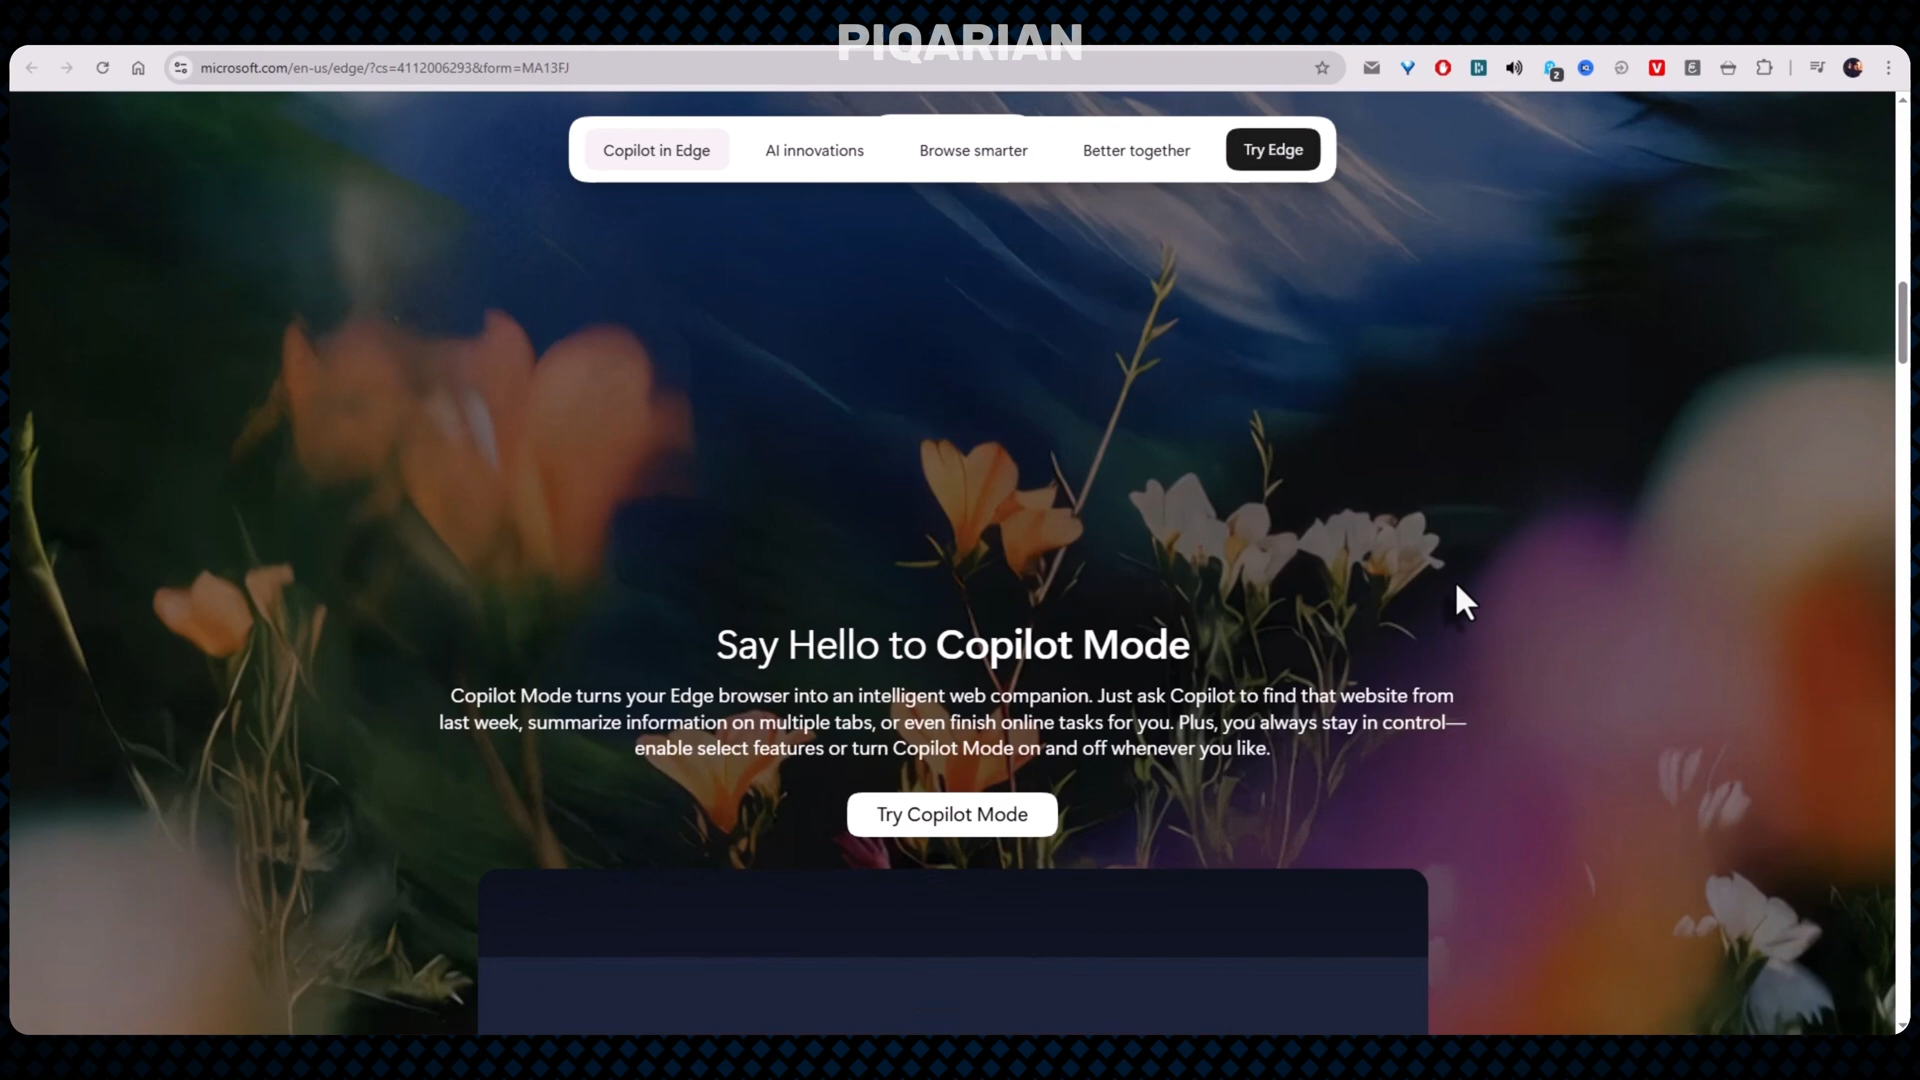 PIQARIAN
microsoft.com/en-us/edge/?cs=4112006293&form=MA13FJ
2
V
Copilot in Edge
AI innovations
Browse smarter
Better together
Try Edge
Say Hello to Copilot Mode
Copilot Mode turns your Edge browser into an intelligent web companion. Just ask Copilot to find that website from
last week, summarize information on multiple tabs, or even finish online tasks for you. Plus, you always stay in control—
enable select features or turn Copilot Mode on and off whenever you like.
Try Copilot Mode